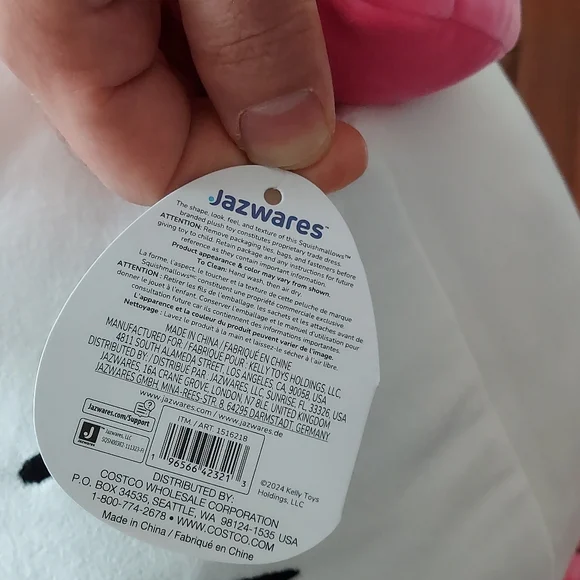 Jazwares™
The shape, look, feel, and texture of this Squishmallows™
branded plush toy constitutes proprietary trade dress.
ATTENTION: Remove packaging ties, bags, and fasteners before
giving toy to child. Retain package and any instructions for future
reference as they contain important information.
Product appearance & color may vary from shown.
To Clean: Hand wash, then air dry.
La forme, l'aspect, le toucher et la texture de cette peluche de marque
Squishmallows™ constituent une propriété commerciale exclusive.
ATTENTION : Retirer les fils de l'emballage, les sachets et les attaches avant de
donner le jouet à l'enfant. Conserver l'emballage et le manuel d'utilisation pour
consultation future car ils contiennent des informations importantes.
L'apparence et la couleur du produit peuvent varier de l'image.
Nettoyage : Lavez le produit à la main et laissez-le sécher à l'air libre.
MADE IN CHINA / FABRIQUÉ EN CHINE
MANUFACTURED FOR / FABRIQUÉ POUR : KELLY TOYS HOLDINGS, LLC.
4811 SOUTH ALAMEDA STREET, LOS ANGELES, CA, 90058, USA
DISTRIBUTED BY / DISTRIBUÉ PAR : JAZWARES, LLC, SUNRISE, FL, 33326, USA
JAZWARES, 16A CRANE GROVE, LONDON, N7 8LE, UNITED KINGDOM
JAZWARES GMBH, MINA-REES-STR. 8, 64295 DARMSTADT, GERMANY
www.jazwares.com / www.jazwares.de
Jazwares.com/Support
J
JAZWARES
Jazwares, LLC
ITM / ART 1516218
1 96566 42321 3
©2024 Kelly Toys
Holdings, LLC
DISTRIBUTED BY:
COSTCO WHOLESALE CORPORATION
P.O. BOX 34535, SEATTLE, WA 98124-1535 USA
1-800-774-2678 • WWW.COSTCO.COM
Made in China / Fabriqué en Chine